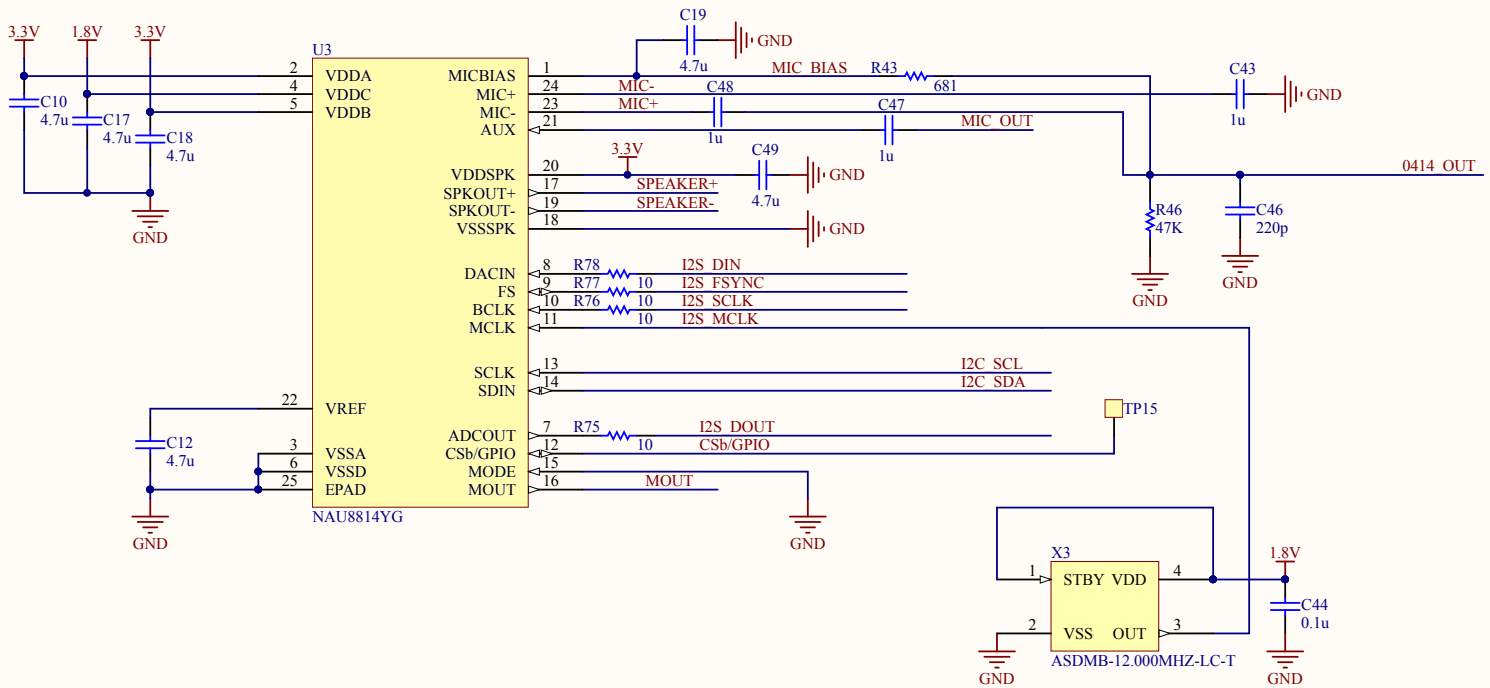 3.3V 1.8V 3.3V
U3
C19
4.7u
GND
2 VDDA
4 VDDC
5 VDDB
C10
4.7u
C17
4.7u
C18
4.7u
GND
MICBIAS 1 MIC_BIAS R43
681
MIC+ 24 MIC-
MIC- 23 MIC+
AUX 21
C48
1u
C47
1u
MIC_OUT
C43
1u
GND
VDDSPK 20
3.3V
C49
4.7u
GND
SPKOUT+ 17 SPEAKER+
SPKOUT- 19 SPEAKER-
VSSSPK 18
GND
0414_OUT
R46
47K
GND
C46
220p
GND
DACIN 8 R78 I2S_DIN
10
FS 9 R77 I2S_FSYNC
10
BCLK 10 R76 I2S_SCLK
10
MCLK 11 I2S_MCLK
SCLK 13 I2C_SCL
SDIN 14 I2C_SDA
22 VREF
C12
4.7u
3 VSSA
6 VSSD
25 EPAD
GND
TP15
ADCOUT 7 R75 I2S_DOUT
10
CSb/GPIO 12 CSb/GPIO
MODE 15
MOUT 16 MOUT
NAU8814YG
GND
X3
1.8V
1 STBY VDD 4
2 VSS OUT 3
ASDMB-12.000MHZ-LC-T
C44
0.1u
GND
GND